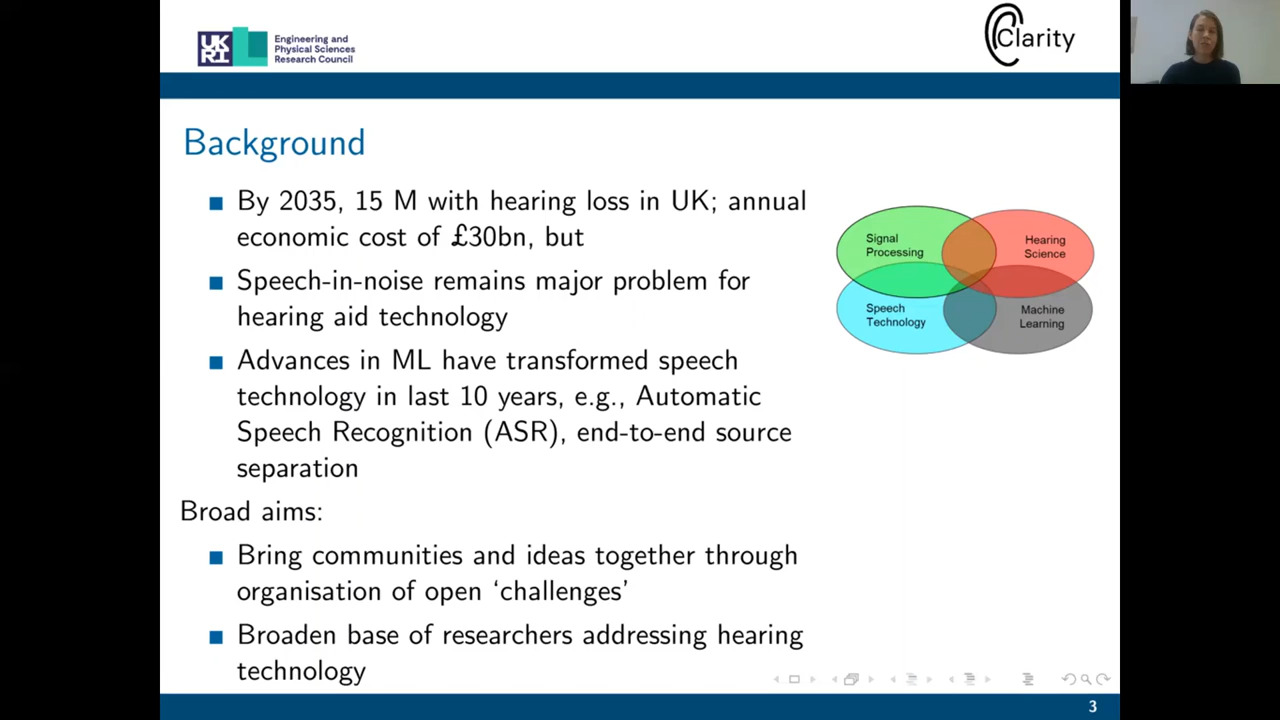 UK
RI
Engineering and
Physical Sciences
Research Council
Clarity
Background
By 2035, 15 M with hearing loss in UK; annual
economic cost of £30bn, but
Speech-in-noise remains major problem for
hearing aid technology
Advances in ML have transformed speech
technology in last 10 years, e.g., Automatic
Speech Recognition (ASR), end-to-end source
separation
Broad aims:
Bring communities and ideas together through
organisation of open ‘challenges’
Broaden base of researchers addressing hearing
technology
Signal
Processing
Hearing
Science
Speech
Technology
Machine
Learning
3